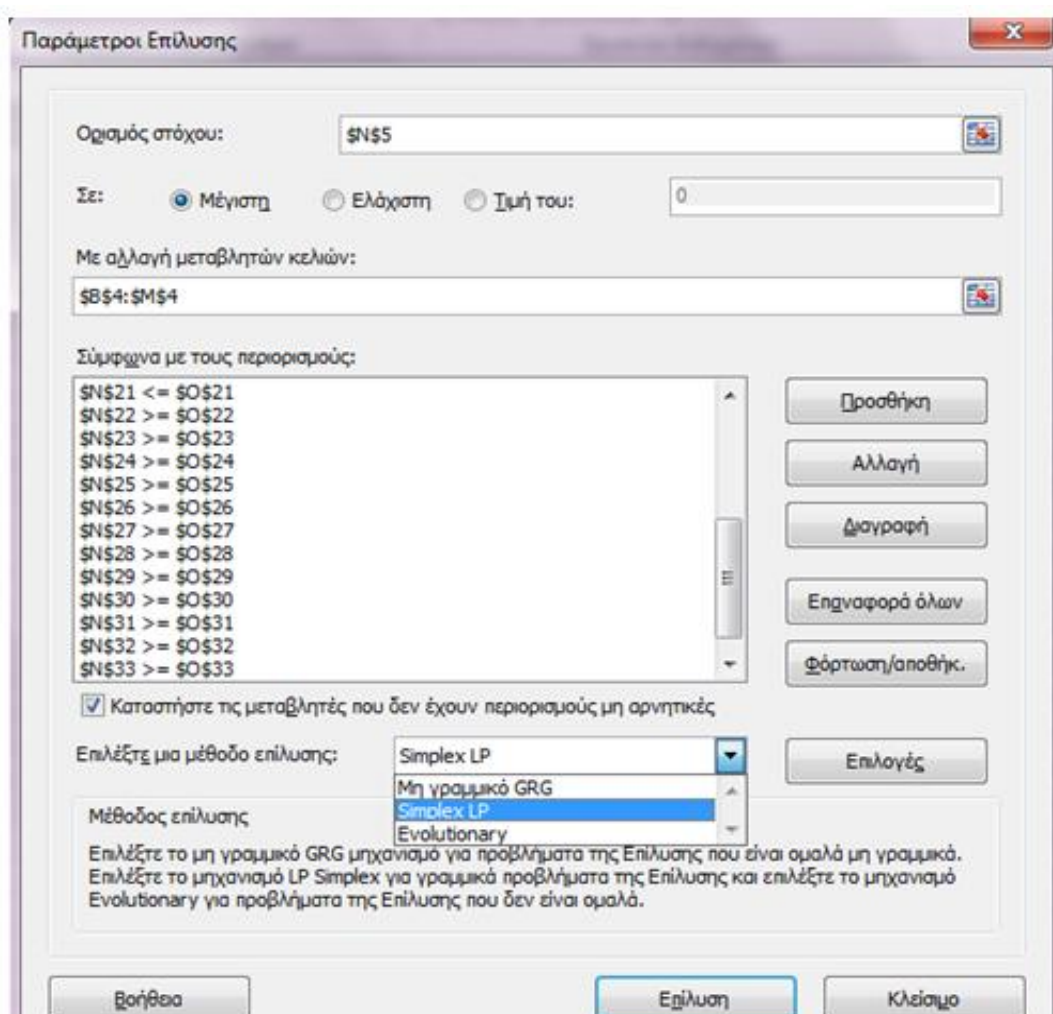 Παράμετροι Επίλυσης
Ορισμός στόχου:
$N$5
Σε:
Μέγιστη
Ελάχιστη
Τιμή του:
0
Με αλλαγή μεταβλητών κελιών:
$B$4:$M$4
Σύμφωνα με τους περιορισμούς:
$N$21 <= $O$21
$N$22 >= $O$22
$N$23 >= $O$23
$N$24 >= $O$24
$N$25 >= $O$25
$N$26 >= $O$26
$N$27 >= $O$27
$N$28 >= $O$28
$N$29 >= $O$29
$N$30 >= $O$30
$N$31 >= $O$31
$N$32 >= $O$32
$N$33 >= $O$33
Προσθήκη
Αλλαγή
Διαγραφή
Επαναφορά όλων
Φόρτωση/αποθήκ.
Καταστήστε τις μεταβλητές που δεν έχουν περιορισμούς μη αρνητικές
Επιλέξτε μια μέθοδο επίλυσης:
Simplex LP
Επιλογές
Μη γραμμικό GRG
Simplex LP
Evolutionary
Μέθοδος επίλυσης
Επιλέξτε το μη γραμμικό GRG μηχανισμό για προβλήματα της Επίλυσης που είναι ομαλά μη γραμμικά.
Επιλέξτε το μηχανισμό LP Simplex για γραμμικά προβλήματα της Επίλυσης και επιλέξτε το μηχανισμό
Evolutionary για προβλήματα της Επίλυσης που δεν είναι ομαλά.
Βοήθεια
Επίλυση
Κλείσιμο